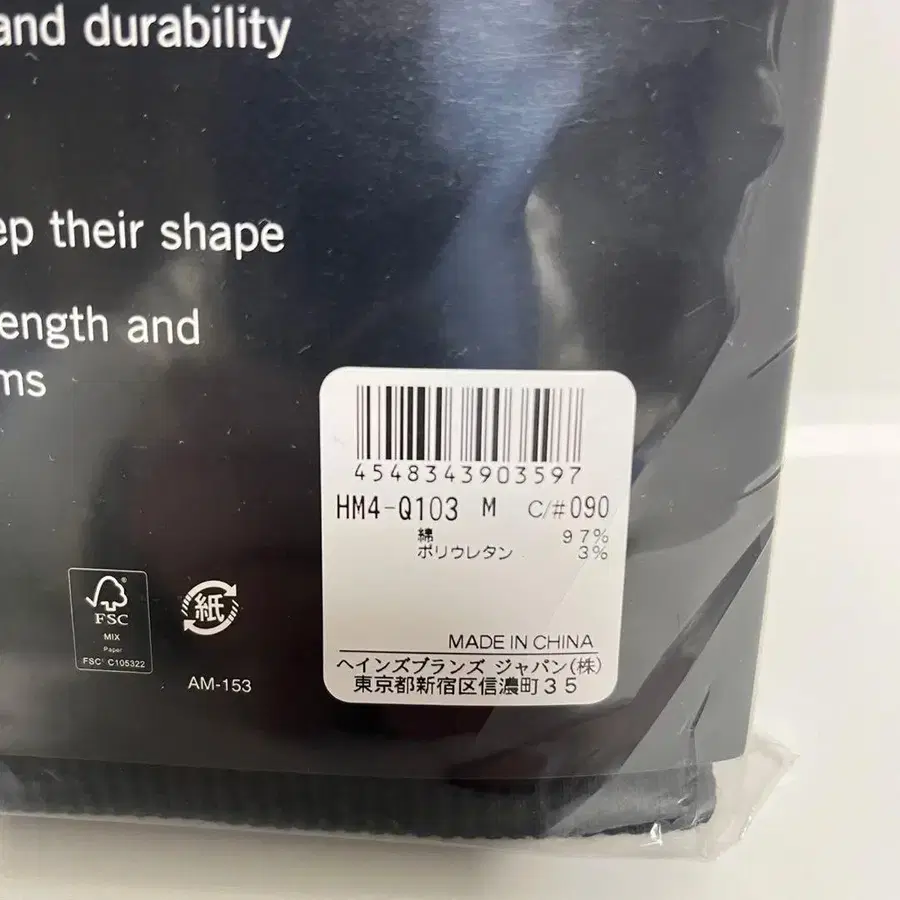 and durability
ep their shape
ength and
ms
4548343903597
HM4-Q103 M C/#090
綿 97%
ポリウレタン 3%
MADE IN CHINA
ヘインズブランズ ジャパン(株)
東京都新宿区信濃町35
FSC
MIX
Paper
FSC® C105322
紙
AM-153